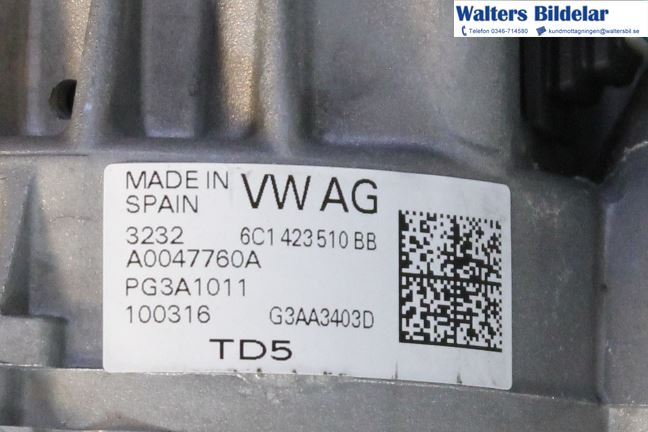 Walters Bildelar
Telefon 0346-714580 kundmottagningen@waltersbil.se
MADE IN SPAIN VW AG
3232 6C1 423 510 BB
A0047760A
PG3A1011
100316 G3AA3403D
TD5